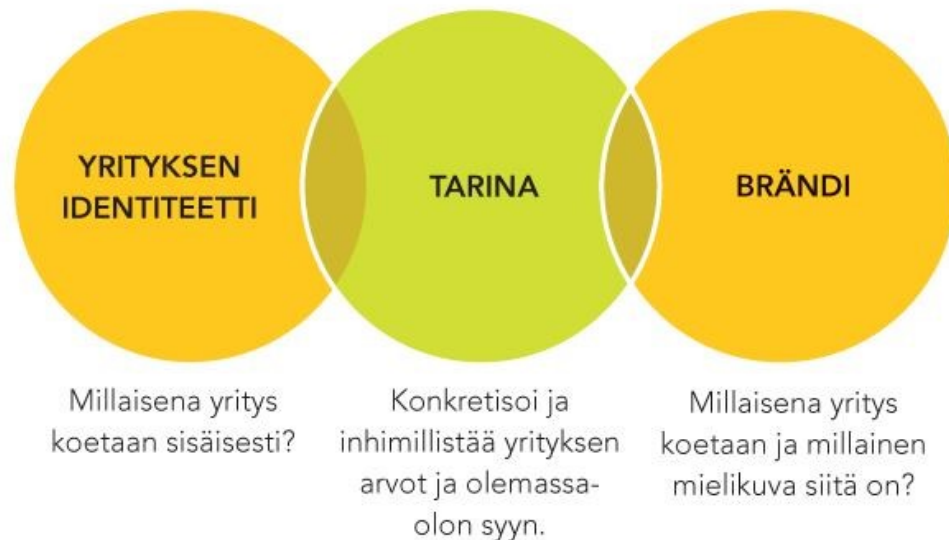 YRITYKSEN
IDENTITEETTI
TARINA
BRÄNDI
Millaisena yritys
koetaan sisäisesti?
Konkretisoi ja
inhimillistää yrityksen
arvot ja olemassa-
olon syyn.
Millaisena yritys
koetaan ja millainen
mielikuva siitä on?